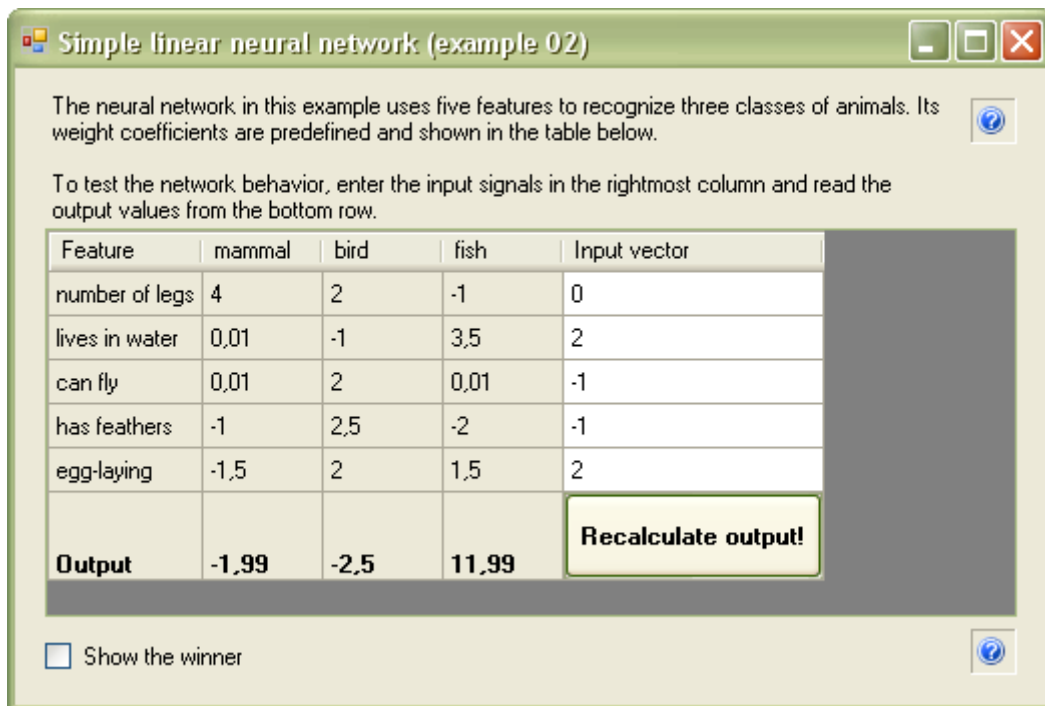 Simple linear neural network (example 02)
The neural network in this example uses five features to recognize three classes of animals. Its
weight coefficients are predefined and shown in the table below.
To test the network behavior, enter the input signals in the rightmost column and read the
output values from the bottom row.
Feature mammal bird fish Input vector
number of legs 4 2 -1 0
lives in water 0,01 -1 3,5 2
can fly 0,01 2 0,01 -1
has feathers -1 2,5 -2 -1
egg-laying -1,5 2 1,5 2
Recalculate output!
Output -1,99 -2,5 11,99
Show the winner